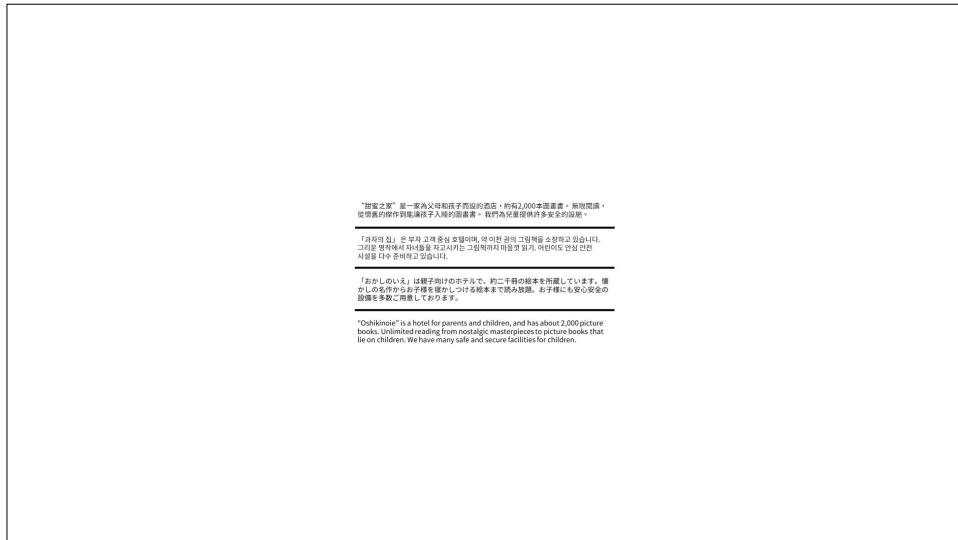 “甜蜜之家”是一家為父母和孩子而設的酒店，約有2,000本圖畫書。 無限閱讀，
從懷舊的傑作到能讓孩子入睡的圖畫書。 我們為兒童提供許多安全的設施。
「과자의 집」 은 부자 고객 중심 호텔이며, 약 이천 권의 그림책을 소장하고 있습니다.
그리운 명작에서 자녀들을 자고시키는 그림책까지 마음껏 읽기. 어린이도 안심 안전
시설을 다수 준비하고 있습니다.
「おかしのいえ」は親子向けのホテルで、約二千冊の絵本を所蔵しています。懐
かしの名作からお子様を寝かしつける絵本まで読み放題。お子様にも安心安全の
設備を多数ご用意しております。
“Oshikinoie” is a hotel for parents and children, and has about 2,000 picture
books. Unlimited reading from nostalgic masterpieces to picture books that
lie on children. We have many safe and secure facilities for children.